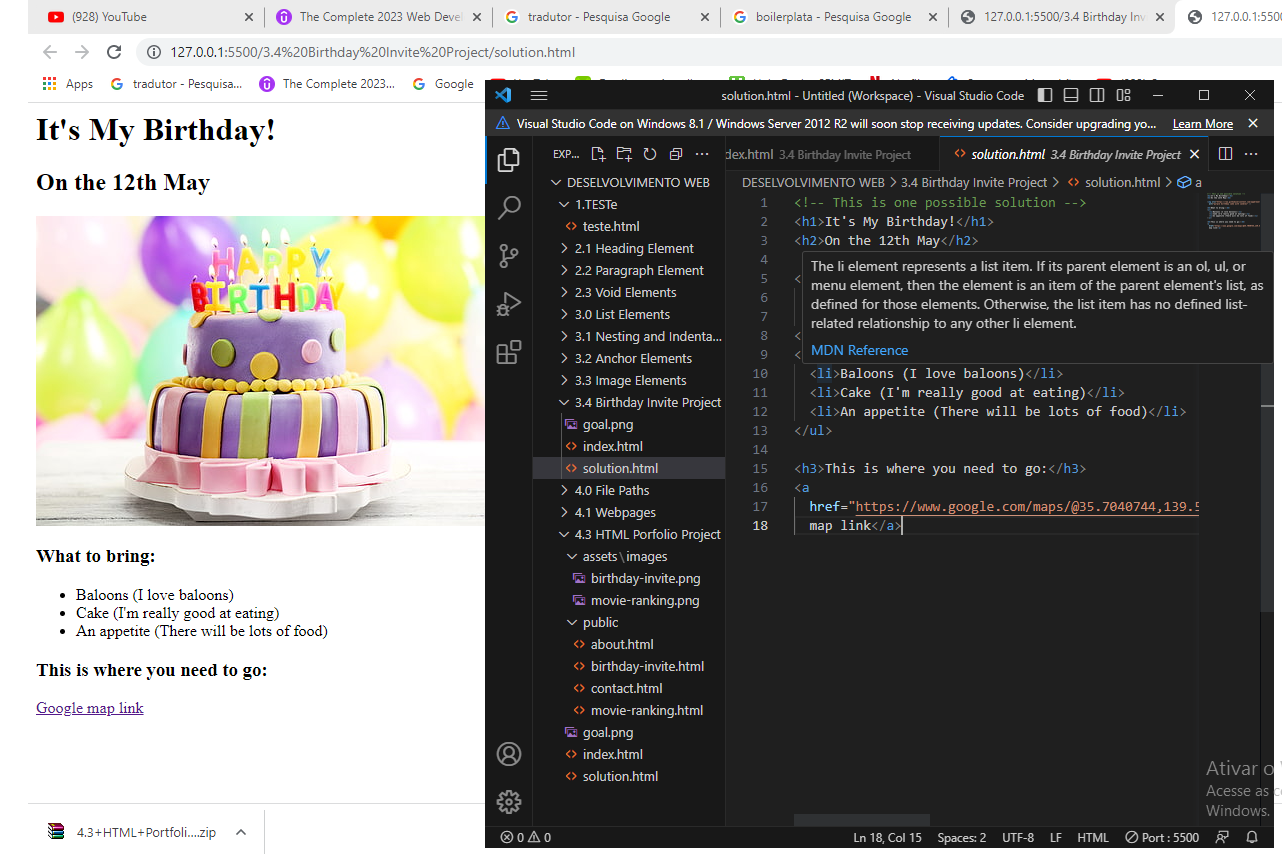 (928) YouTube
The Complete 2023 Web Devel
tradutor - Pesquisa Google
boilerplata - Pesquisa Google
127.0.0.1:5500/3.4 Birthday Inv
127.0.0.1:5500
127.0.0.1:5500/3.4%20Birthday%20Invite%20Project/solution.html
Apps
tradutor - Pesquisa...
The Complete 2023...
Google
It's My Birthday!
On the 12th May
HAPPY
BIRTHDAY
What to bring:
Baloons (I love baloons)
Cake (I'm really good at eating)
An appetite (There will be lots of food)
This is where you need to go:
Google map link
4.3+HTML+Portfoli....zip
solution.html - Untitled (Workspace) - Visual Studio Code
Visual Studio Code on Windows 8.1 / Windows Server 2012 R2 will soon stop receiving updates. Consider upgrading yo... Learn More
EXP...
DESELVOLVIMENTO WEB
1.TESTe
teste.html
2.1 Heading Element
2.2 Paragraph Element
2.3 Void Elements
3.0 List Elements
3.1 Nesting and Indenta...
3.2 Anchor Elements
3.3 Image Elements
3.4 Birthday Invite Project
goal.png
index.html
solution.html
4.0 File Paths
4.1 Webpages
4.3 HTML Porfolio Project
assets\images
birthday-invite.png
movie-ranking.png
public
about.html
birthday-invite.html
contact.html
movie-ranking.html
goal.png
index.html
solution.html
dex.html 3.4 Birthday Invite Project
solution.html 3.4 Birthday Invite Project
DESELVOLVIMENTO WEB > 3.4 Birthday Invite Project > solution.html > a
1 <!-- This is one possible solution -->
2 <h1>It's My Birthday!</h1>
3 <h2>On the 12th May</h2>
4
5 <
6
7
8 <
9 <
The li element represents a list item. If its parent element is an ol, ul, or
menu element, then the element is an item of the parent element's list, as
defined for those elements. Otherwise, the list item has no defined list-
related relationship to any other li element.
MDN Reference
10 <li>Baloons (I love baloons)</li>
11 <li>Cake (I'm really good at eating)</li>
12 <li>An appetite (There will be lots of food)</li>
13 </ul>
14
15 <h3>This is where you need to go:</h3>
16 <a
17 href="https://www.google.com/maps/@35.7040744,139.5
18 map link</a>
Ativar o
Acesse as c
Windows.
0 0
Ln 18, Col 15
Spaces: 2
UTF-8
LF
HTML
Port : 5500